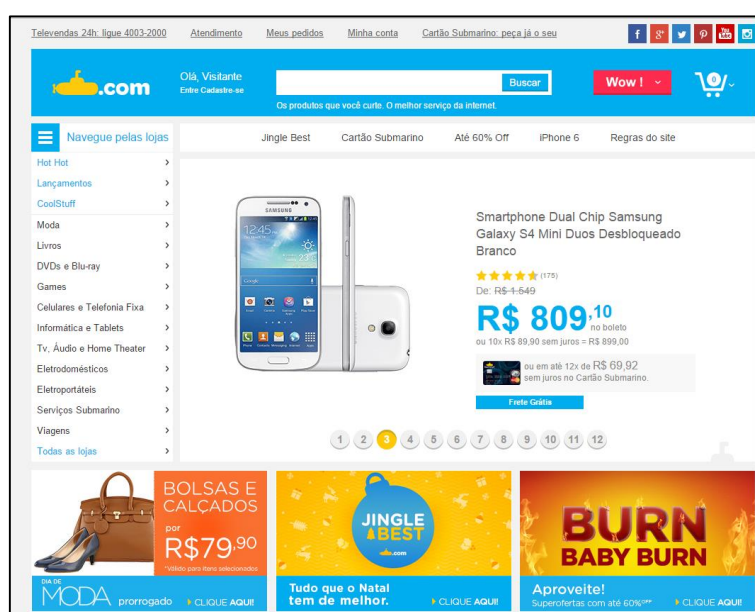 Televendas 24h: ligue 4003-2000 Atendimento Meus pedidos Minha conta Cartão Submarino: peça já o seu
.com
Olá, Visitante
Entre Cadastre-se
Buscar
Wow !
0
Os produtos que você curte. O melhor serviço da internet.
Navegue pelas lojas
Jingle Best Cartão Submarino Até 60% Off iPhone 6 Regras do site
Hot Hot
Lançamentos
CoolStuff
Moda
Livros
DVDs e Blu-ray
Games
Celulares e Telefonia Fixa
Informática e Tablets
Tv, Áudio e Home Theater
Eletrodomésticos
Eletroportáteis
Serviços Submarino
Viagens
Todas as lojas
SAMSUNG
12:45
Smartphone Dual Chip Samsung
Galaxy S4 Mini Duos Desbloqueado
Branco
(175)
De: R$ 1.549
R$ 809,10
no boleto
ou 10x R$ 89,90 sem juros = R$ 899,00
ou em até 12x de R$ 69,92
sem juros no Cartão Submarino.
Frete Grátis
1 2 3 4 5 6 7 8 9 10 11 12
BOLSAS E
CALÇADOS
por
R$79,90
*Válido para itens selecionados
DIA DE
MODA prorrogado CLIQUE AQUI!
JINGLE
BEST
.com
Tudo que o Natal
tem de melhor. CLIQUE AQUI!
BURN
BABY BURN
Aproveite!
Superofertas com até 60%OFF CLIQUE AQUI!